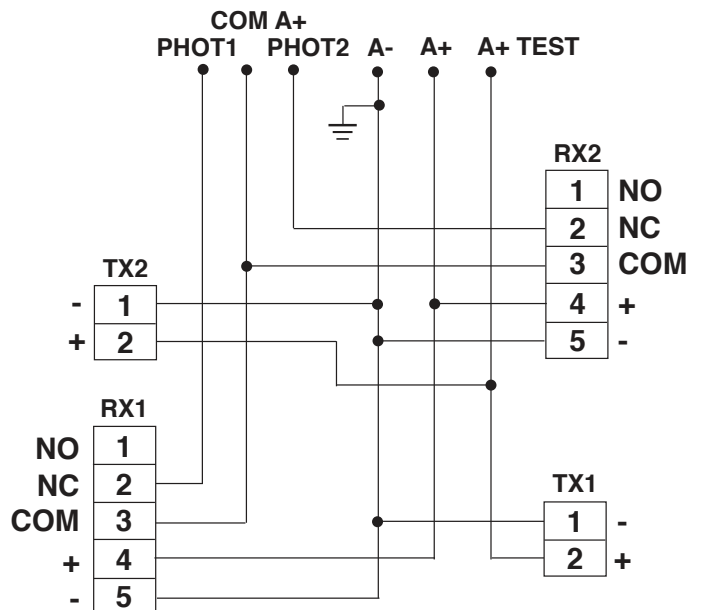 COM A+
PHOT1 PHOT2 A- A+ A+ TEST
RX2
1 NO
2 NC
3 COM
4 +
5 -
TX2
- 1
+ 2
RX1
NO 1
NC 2
COM 3
+ 4
- 5
TX1
1 -
2 +